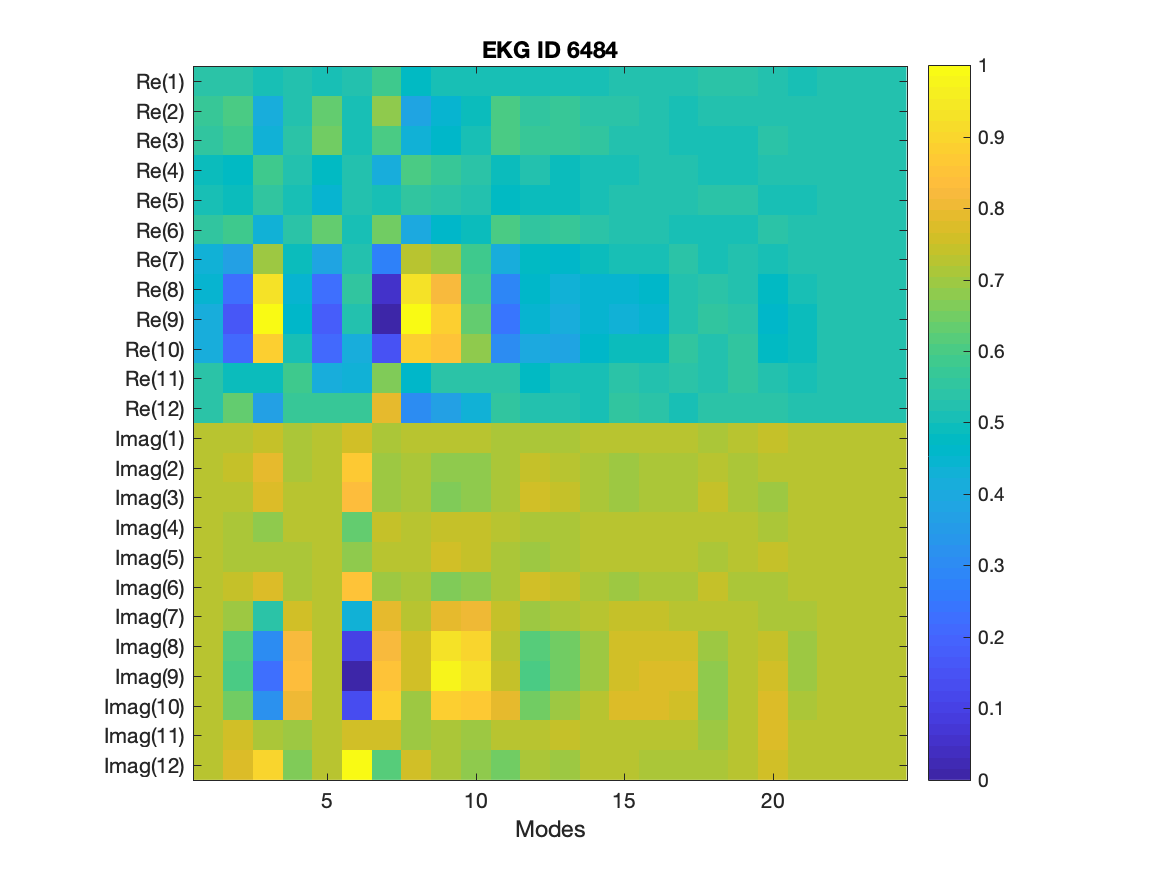 EKG ID 6484
Re(1)
Re(2)
Re(3)
Re(4)
Re(5)
Re(6)
Re(7)
Re(8)
Re(9)
Re(10)
Re(11)
Re(12)
Imag(1)
Imag(2)
Imag(3)
Imag(4)
Imag(5)
Imag(6)
Imag(7)
Imag(8)
Imag(9)
Imag(10)
Imag(11)
Imag(12)
5 10 15 20
Modes
1
0.9
0.8
0.7
0.6
0.5
0.4
0.3
0.2
0.1
0